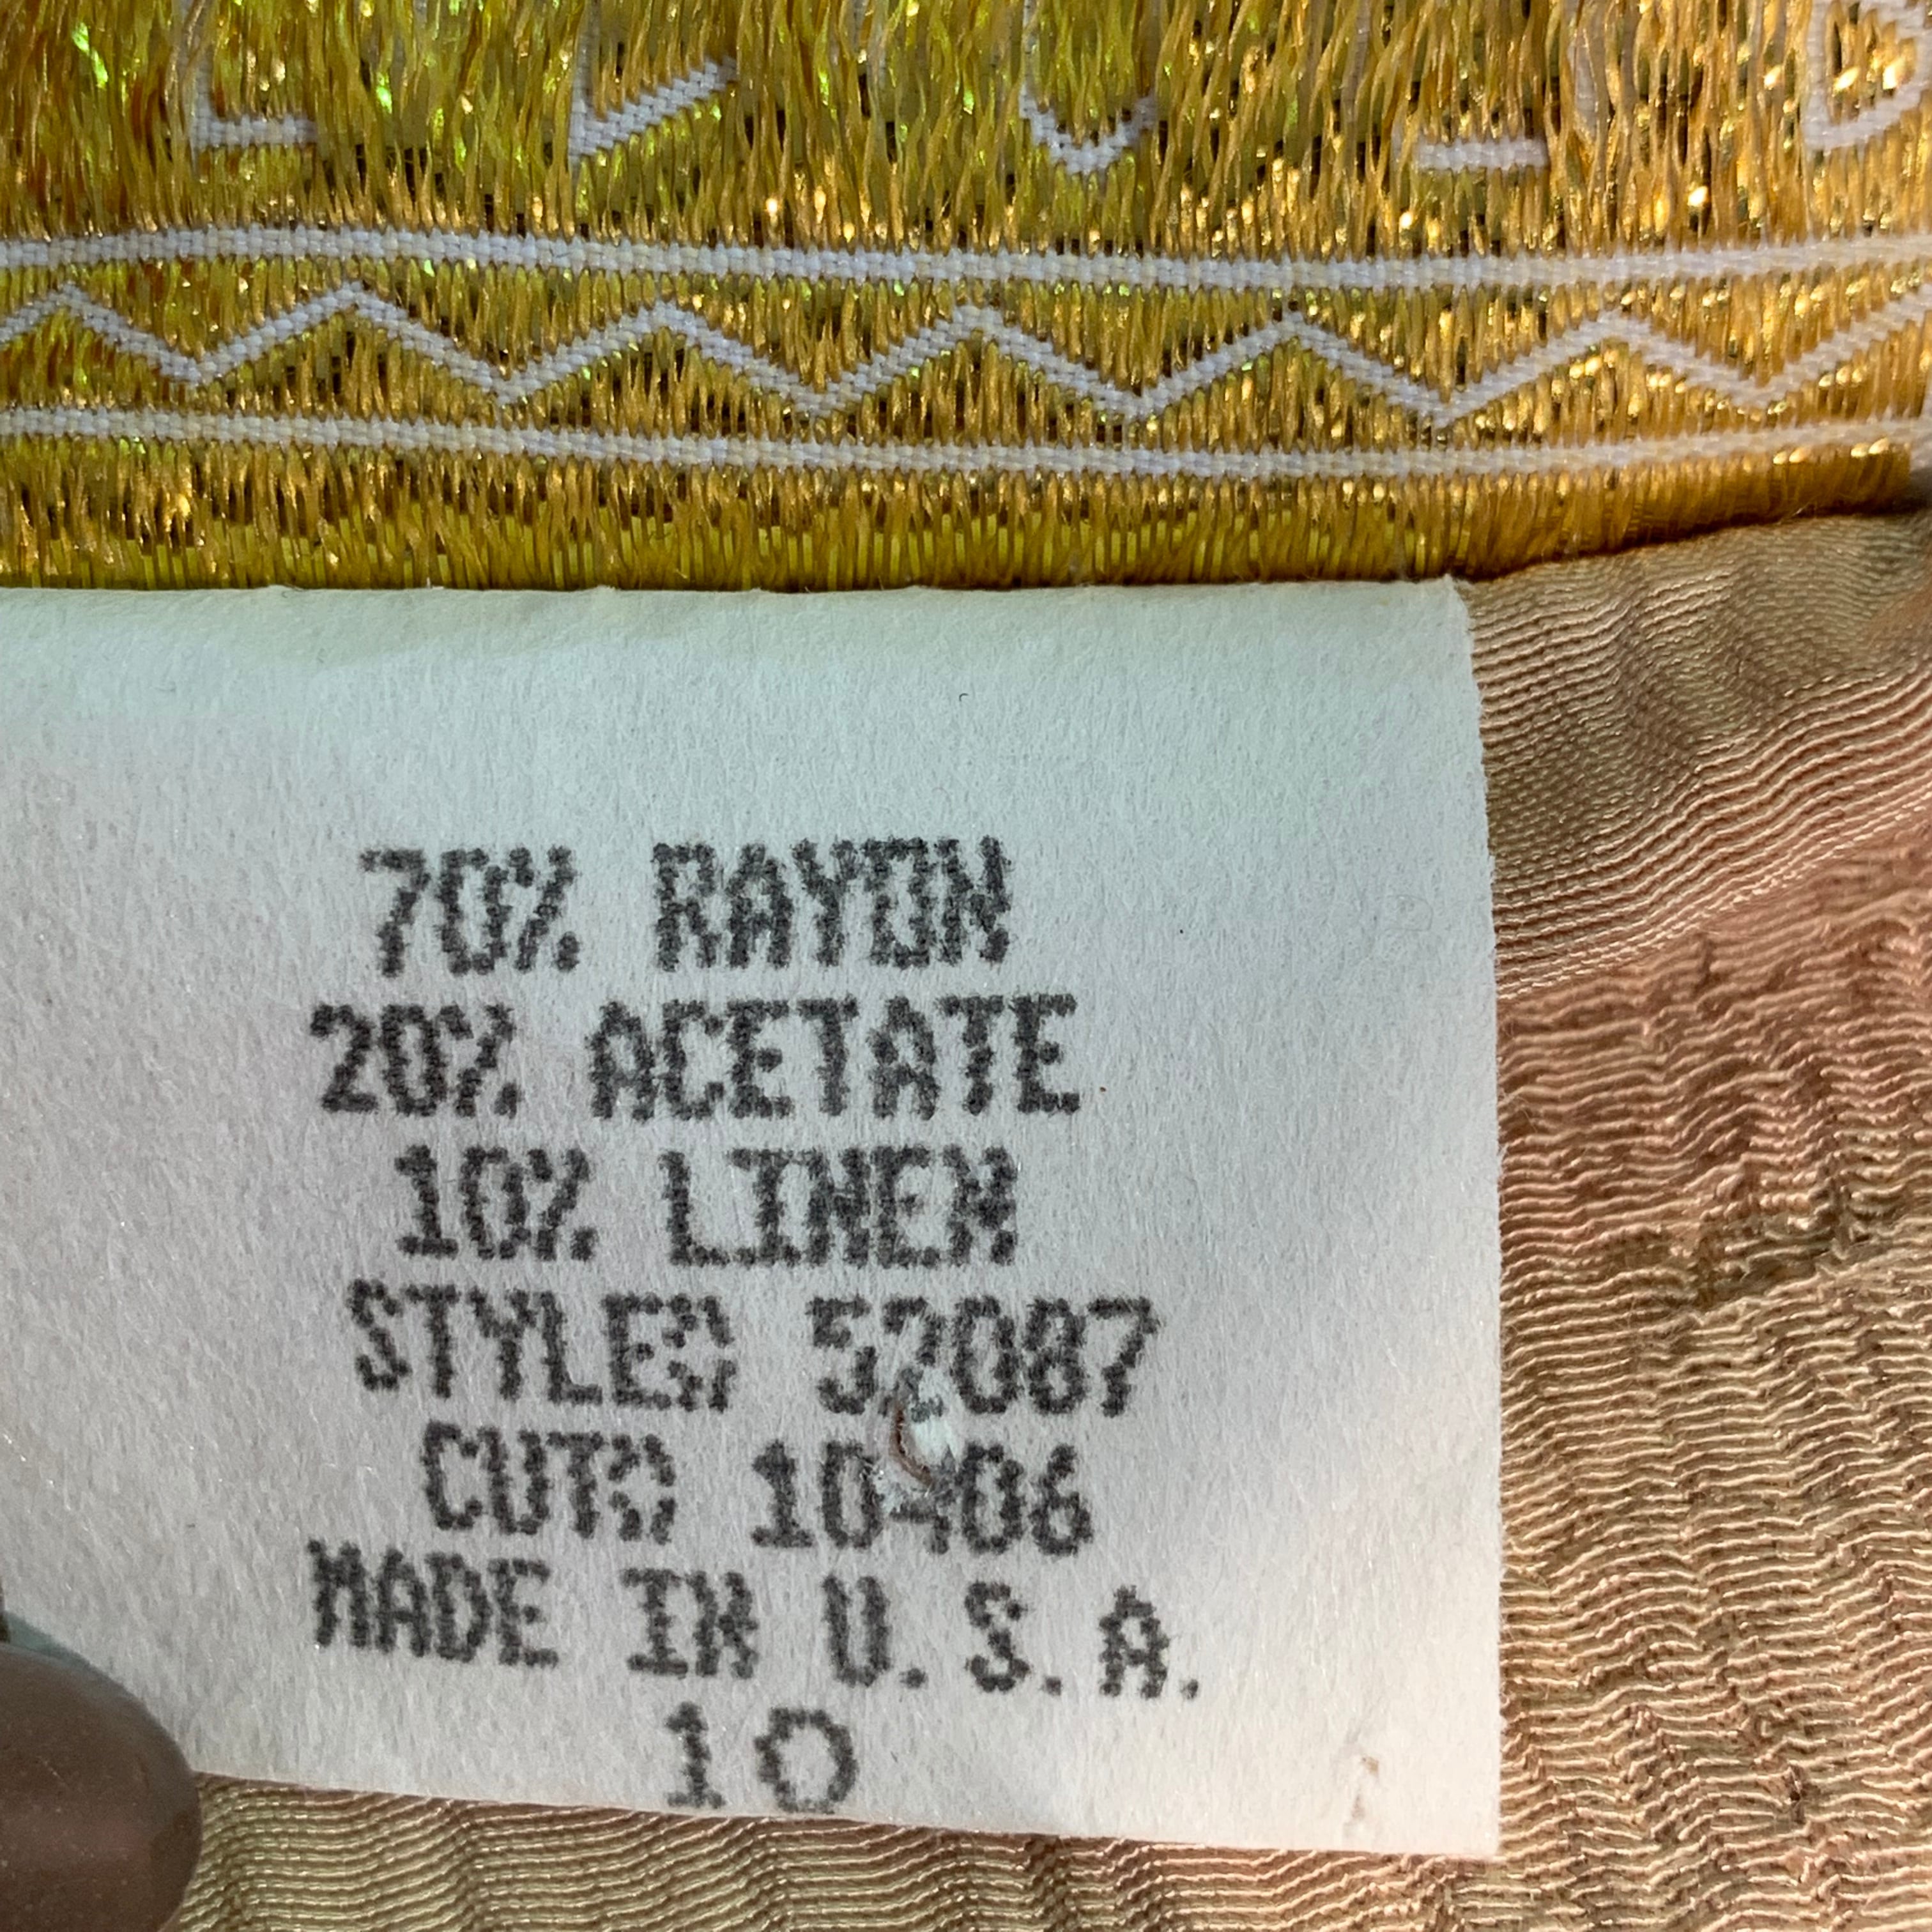 70% RAYON
20% ACETATE
10% LINEN
STYLE# 52087
CUT# 10406
MADE IN U.S.A.
10